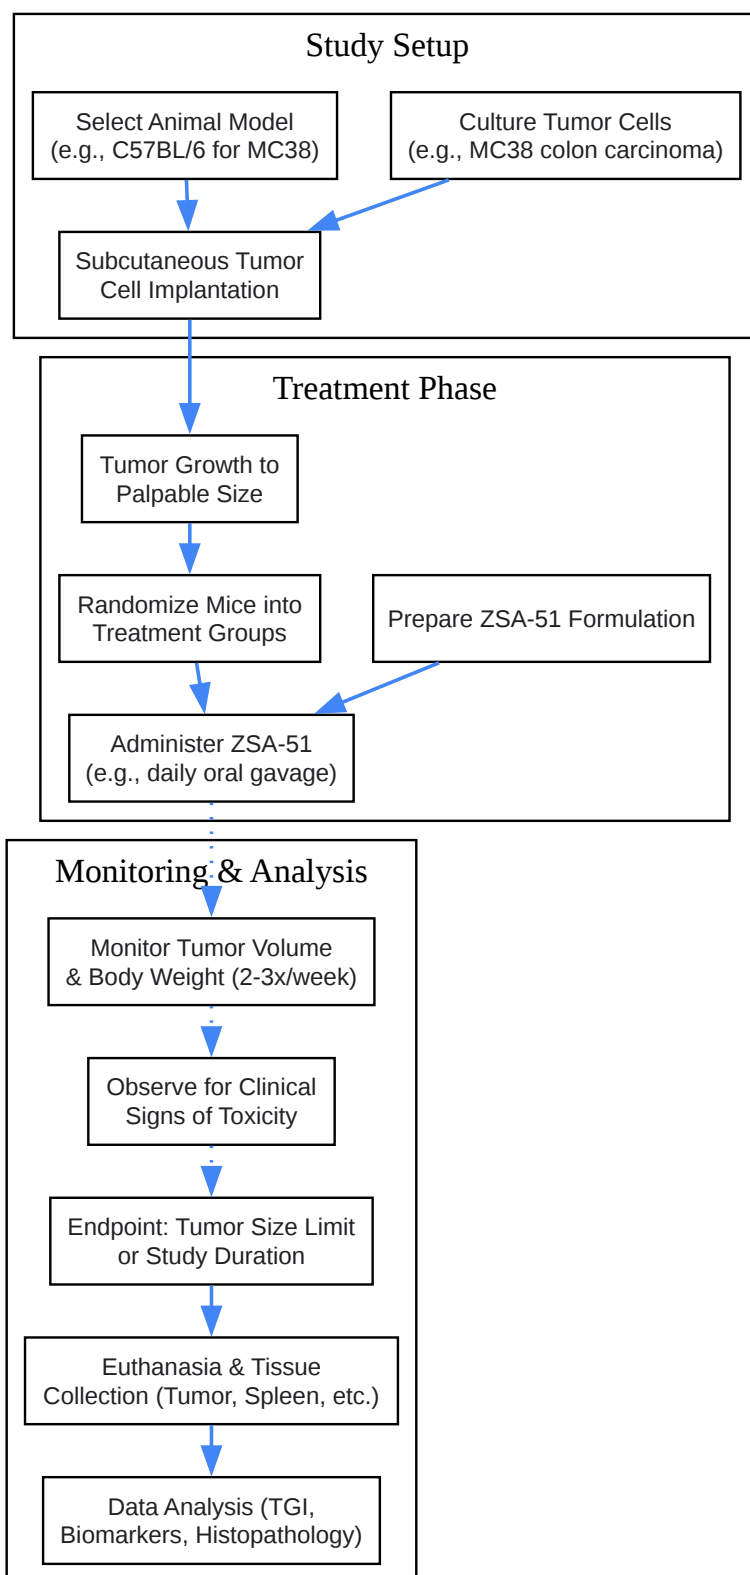 Study Setup
Select Animal Model
(e.g., C57BL/6 for MC38)
Culture Tumor Cells
(e.g., MC38 colon carcinoma)
Subcutaneous Tumor
Cell Implantation
Treatment Phase
Tumor Growth to
Palpable Size
Randomize Mice into
Treatment Groups
Prepare ZSA-51 Formulation
Administer ZSA-51
(e.g., daily oral gavage)
Monitoring & Analysis
Monitor Tumor Volume
& Body Weight (2-3x/week)
Observe for Clinical
Signs of Toxicity
Endpoint: Tumor Size Limit
or Study Duration
Euthanasia & Tissue
Collection (Tumor, Spleen, etc.)
Data Analysis (TGI,
Biomarkers, Histopathology)